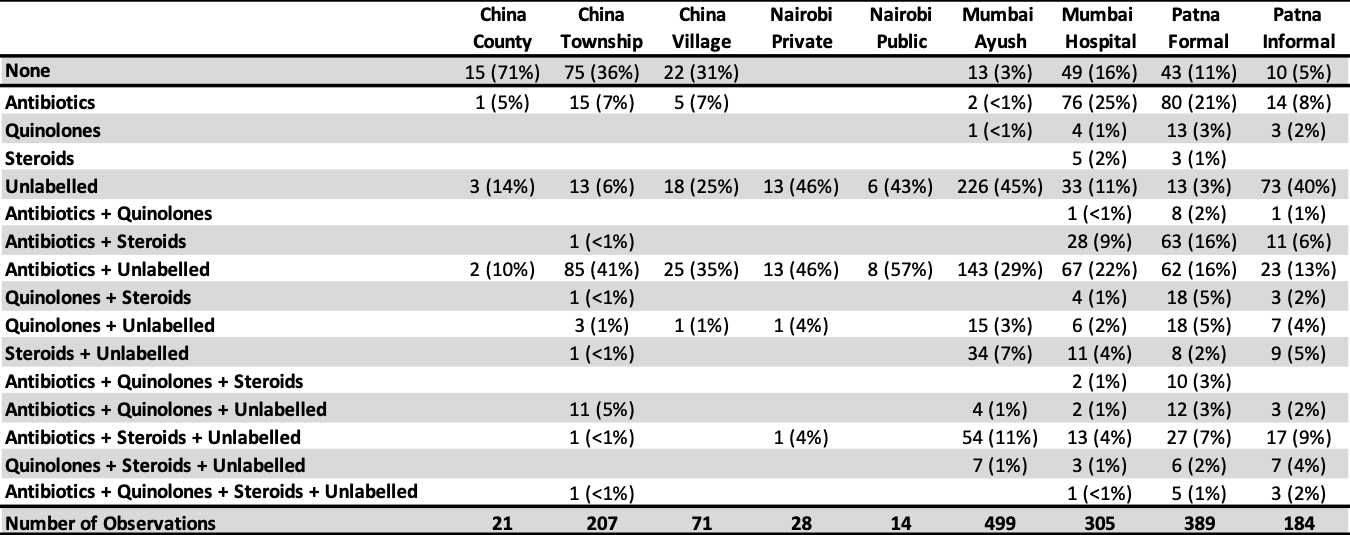 China China China Nairobi Nairobi Mumbai Mumbai Patna Patna
County Township Village Private Public Ayush Hospital Formal Informal
None 15 (71%) 75 (36%) 22 (31%) 13 (3%) 49 (16%) 43 (11%) 10 (5%)
Antibiotics 1 (5%) 15 (7%) 5 (7%) 2 (<1%) 76 (25%) 80 (21%) 14 (8%)
Quinolones 1 (<1%) 4 (1%) 13 (3%) 3 (2%)
Steroids 5 (2%) 3 (1%)
Unlabelled 3 (14%) 13 (6%) 18 (25%) 13 (46%) 6 (43%) 226 (45%) 33 (11%) 13 (3%) 73 (40%)
Antibiotics + Quinolones 1 (<1%) 8 (2%) 1 (1%)
Antibiotics + Steroids 1 (<1%) 28 (9%) 63 (16%) 11 (6%)
Antibiotics + Unlabelled 2 (10%) 85 (41%) 25 (35%) 13 (46%) 8 (57%) 143 (29%) 67 (22%) 62 (16%) 23 (13%)
Quinolones + Steroids 1 (<1%) 4 (1%) 18 (5%) 3 (2%)
Quinolones + Unlabelled 3 (1%) 1 (1%) 1 (4%) 15 (3%) 6 (2%) 18 (5%) 7 (4%)
Steroids + Unlabelled 1 (<1%) 34 (7%) 11 (4%) 8 (2%) 9 (5%)
Antibiotics + Quinolones + Steroids 2 (1%) 10 (3%)
Antibiotics + Quinolones + Unlabelled 11 (5%) 4 (1%) 2 (1%) 12 (3%) 3 (2%)
Antibiotics + Steroids + Unlabelled 1 (<1%) 1 (4%) 54 (11%) 13 (4%) 27 (7%) 17 (9%)
Quinolones + Steroids + Unlabelled 7 (1%) 3 (1%) 6 (2%) 7 (4%)
Antibiotics + Quinolones + Steroids + Unlabelled 1 (<1%) 1 (<1%) 5 (1%) 3 (2%)
Number of Observations 21 207 71 28 14 499 305 389 184